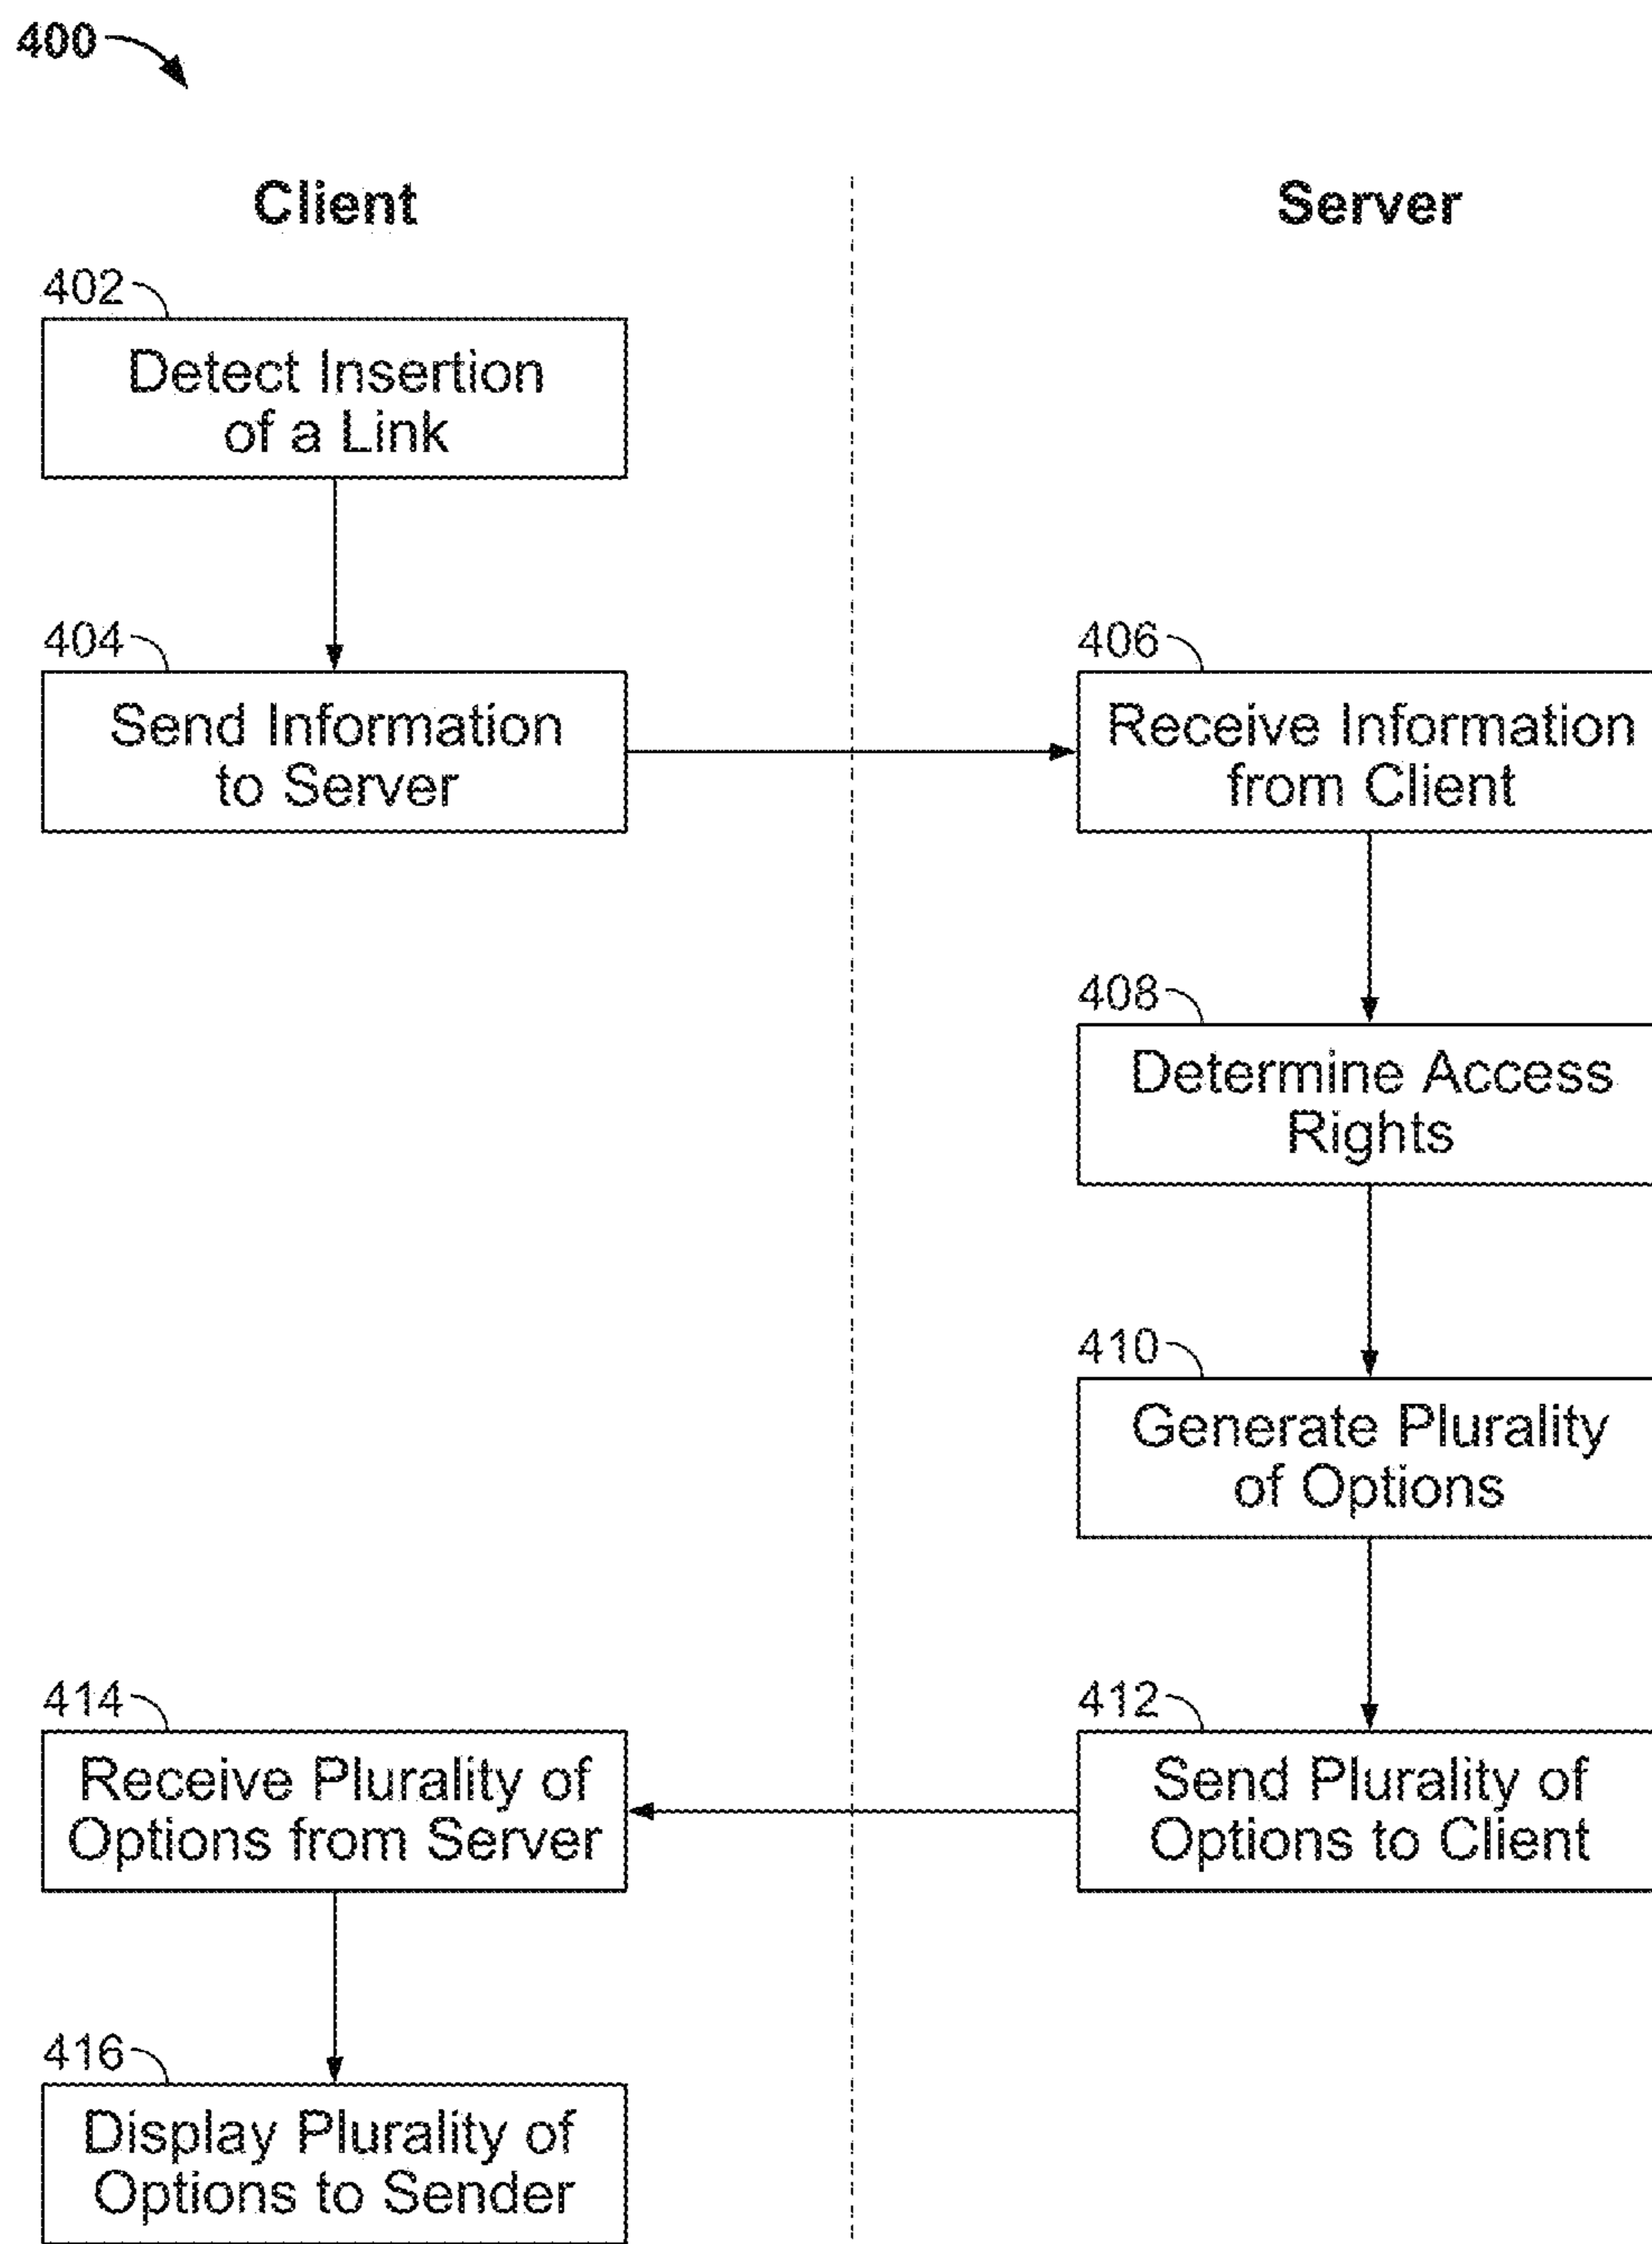 400
Client
Server
402
Detect Insertion
of a Link
404
Send Information
to Server
406
Receive Information
from Client
408
Determine Access
Rights
410
Generate Plurality
of Options
412
Send Plurality of
Options to Client
414
Receive Plurality of
Options from Server
416
Display Plurality of
Options to Sender